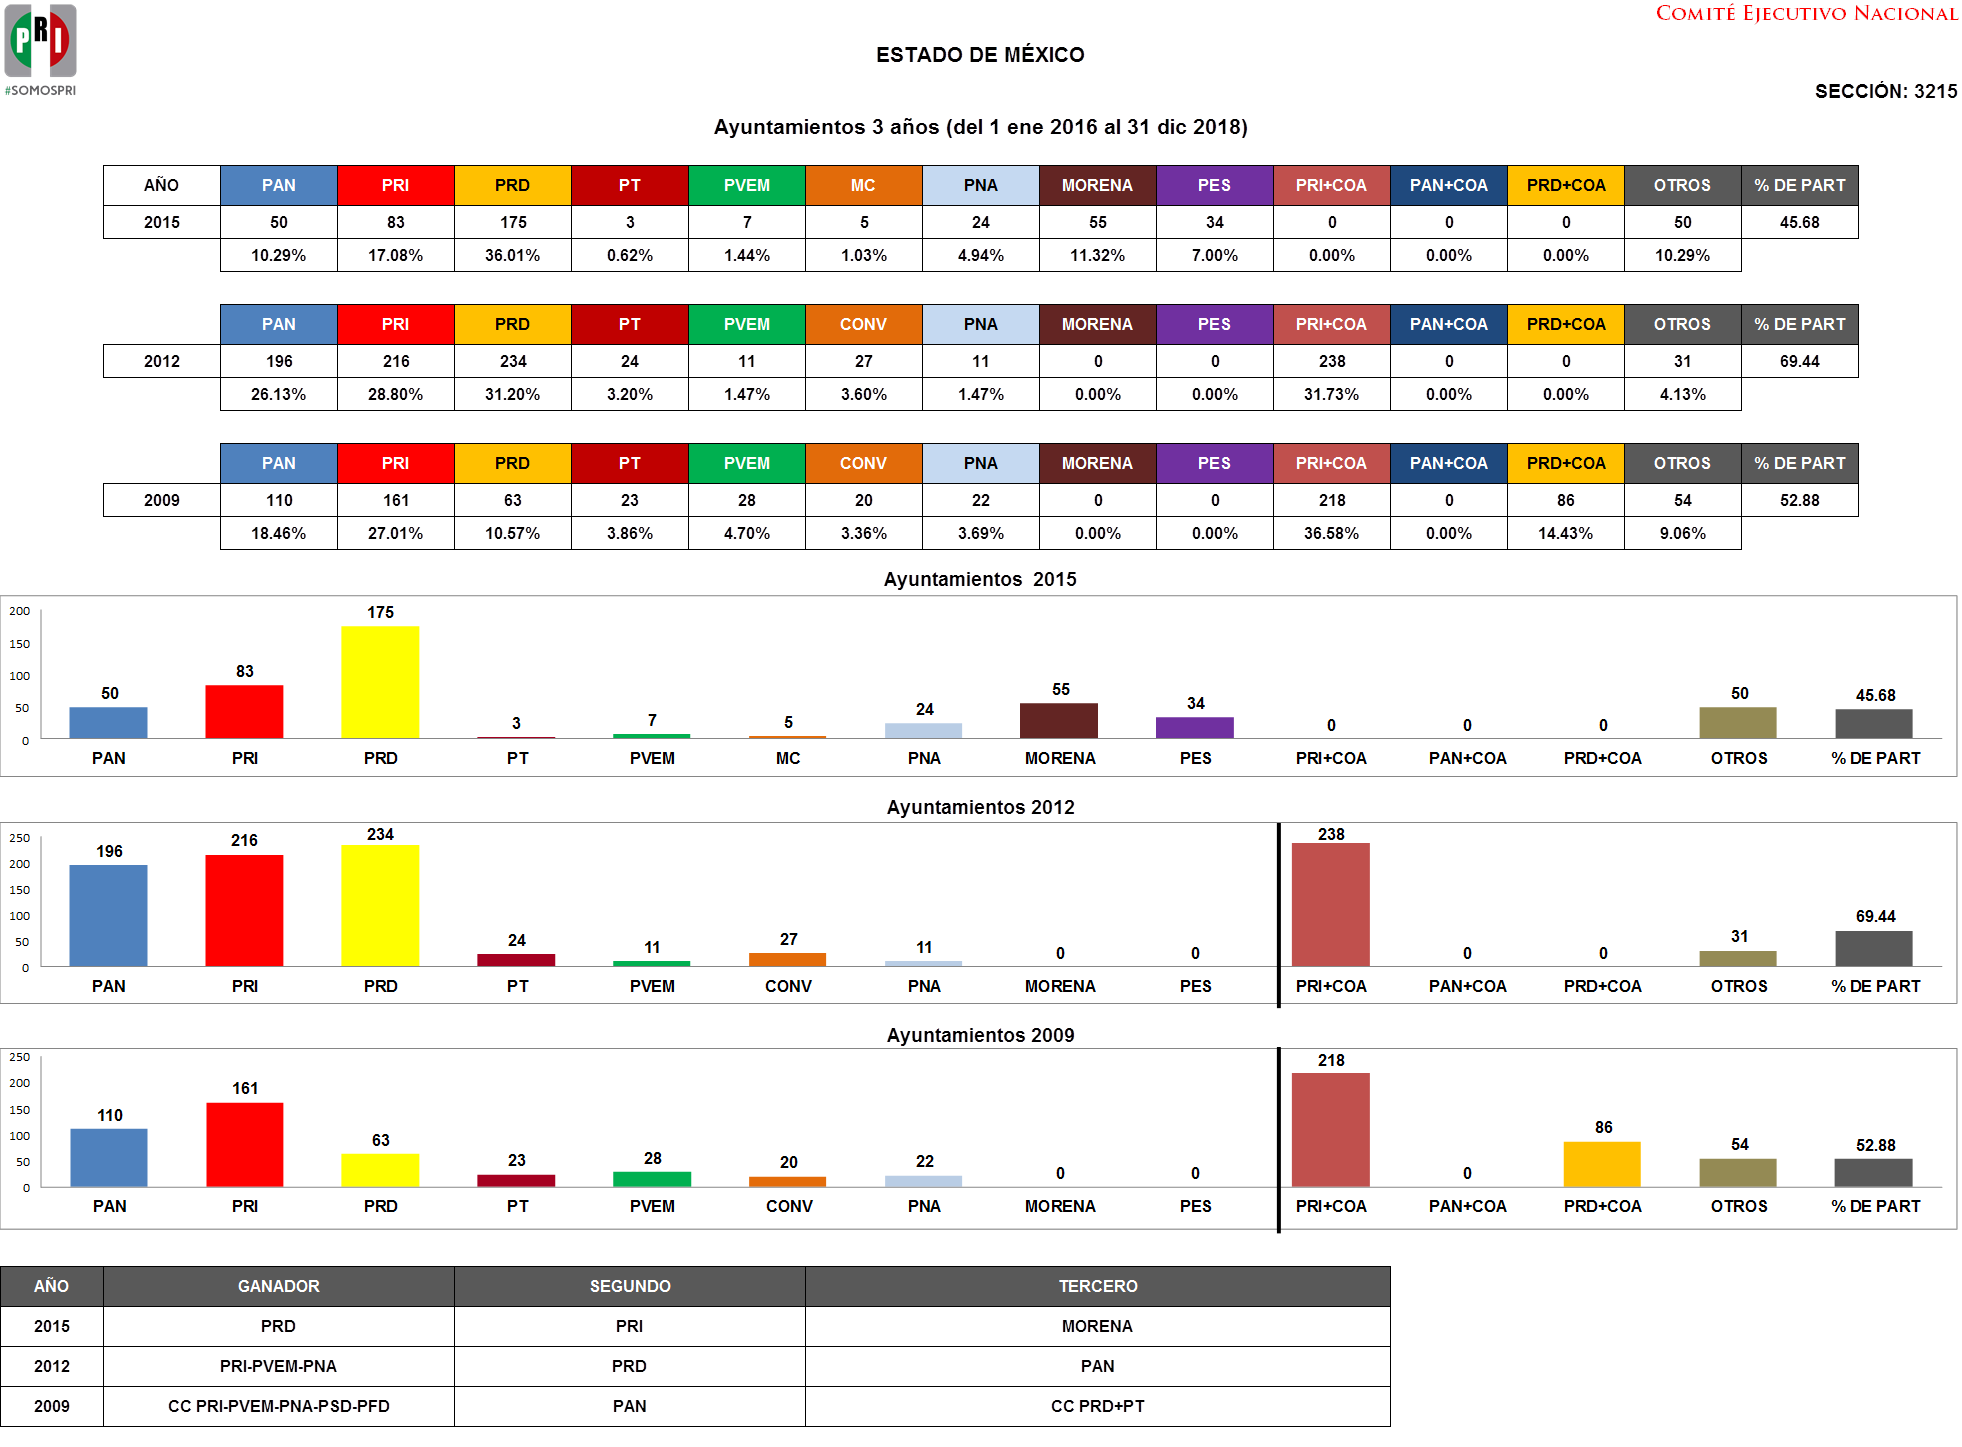 PRI
#SOMOSPRI
COMITÉ EJECUTIVO NACIONAL
ESTADO DE MÉXICO
SECCIÓN: 3215
Ayuntamientos 3 años (del 1 ene 2016 al 31 dic 2018)
AÑO PAN PRI PRD PT PVEM MC PNA MORENA PES PRI+COA PAN+COA PRD+COA OTROS % DE PART
2015 50 83 175 3 7 5 24 55 34 0 0 0 50 45.68
10.29% 17.08% 36.01% 0.62% 1.44% 1.03% 4.94% 11.32% 7.00% 0.00% 0.00% 0.00% 10.29%
PAN PRI PRD PT PVEM CONV PNA MORENA PES PRI+COA PAN+COA PRD+COA OTROS % DE PART
2012 196 216 234 24 11 27 11 0 0 238 0 0 31 69.44
26.13% 28.80% 31.20% 3.20% 1.47% 3.60% 1.47% 0.00% 0.00% 31.73% 0.00% 0.00% 4.13%
PAN PRI PRD PT PVEM CONV PNA MORENA PES PRI+COA PAN+COA PRD+COA OTROS % DE PART
2009 110 161 63 23 28 20 22 0 0 218 0 86 54 52.88
18.46% 27.01% 10.57% 3.86% 4.70% 3.36% 3.69% 0.00% 0.00% 36.58% 0.00% 14.43% 9.06%
Ayuntamientos 2015
200
150
100
50
0
50 83 175 3 7 5 24 55 34 0 0 0 50 45.68
PAN PRI PRD PT PVEM MC PNA MORENA PES PRI+COA PAN+COA PRD+COA OTROS % DE PART
Ayuntamientos 2012
250
200
150
100
50
0
196 216 234 24 11 27 11 0 0 238 0 0 31 69.44
PAN PRI PRD PT PVEM CONV PNA MORENA PES PRI+COA PAN+COA PRD+COA OTROS % DE PART
Ayuntamientos 2009
250
200
150
100
50
0
110 161 63 23 28 20 22 0 0 218 0 86 54 52.88
PAN PRI PRD PT PVEM CONV PNA MORENA PES PRI+COA PAN+COA PRD+COA OTROS % DE PART
AÑO GANADOR SEGUNDO TERCERO
2015 PRD PRI MORENA
2012 PRI-PVEM-PNA PRD PAN
2009 CC PRI-PVEM-PNA-PSD-PFD PAN CC PRD+PT